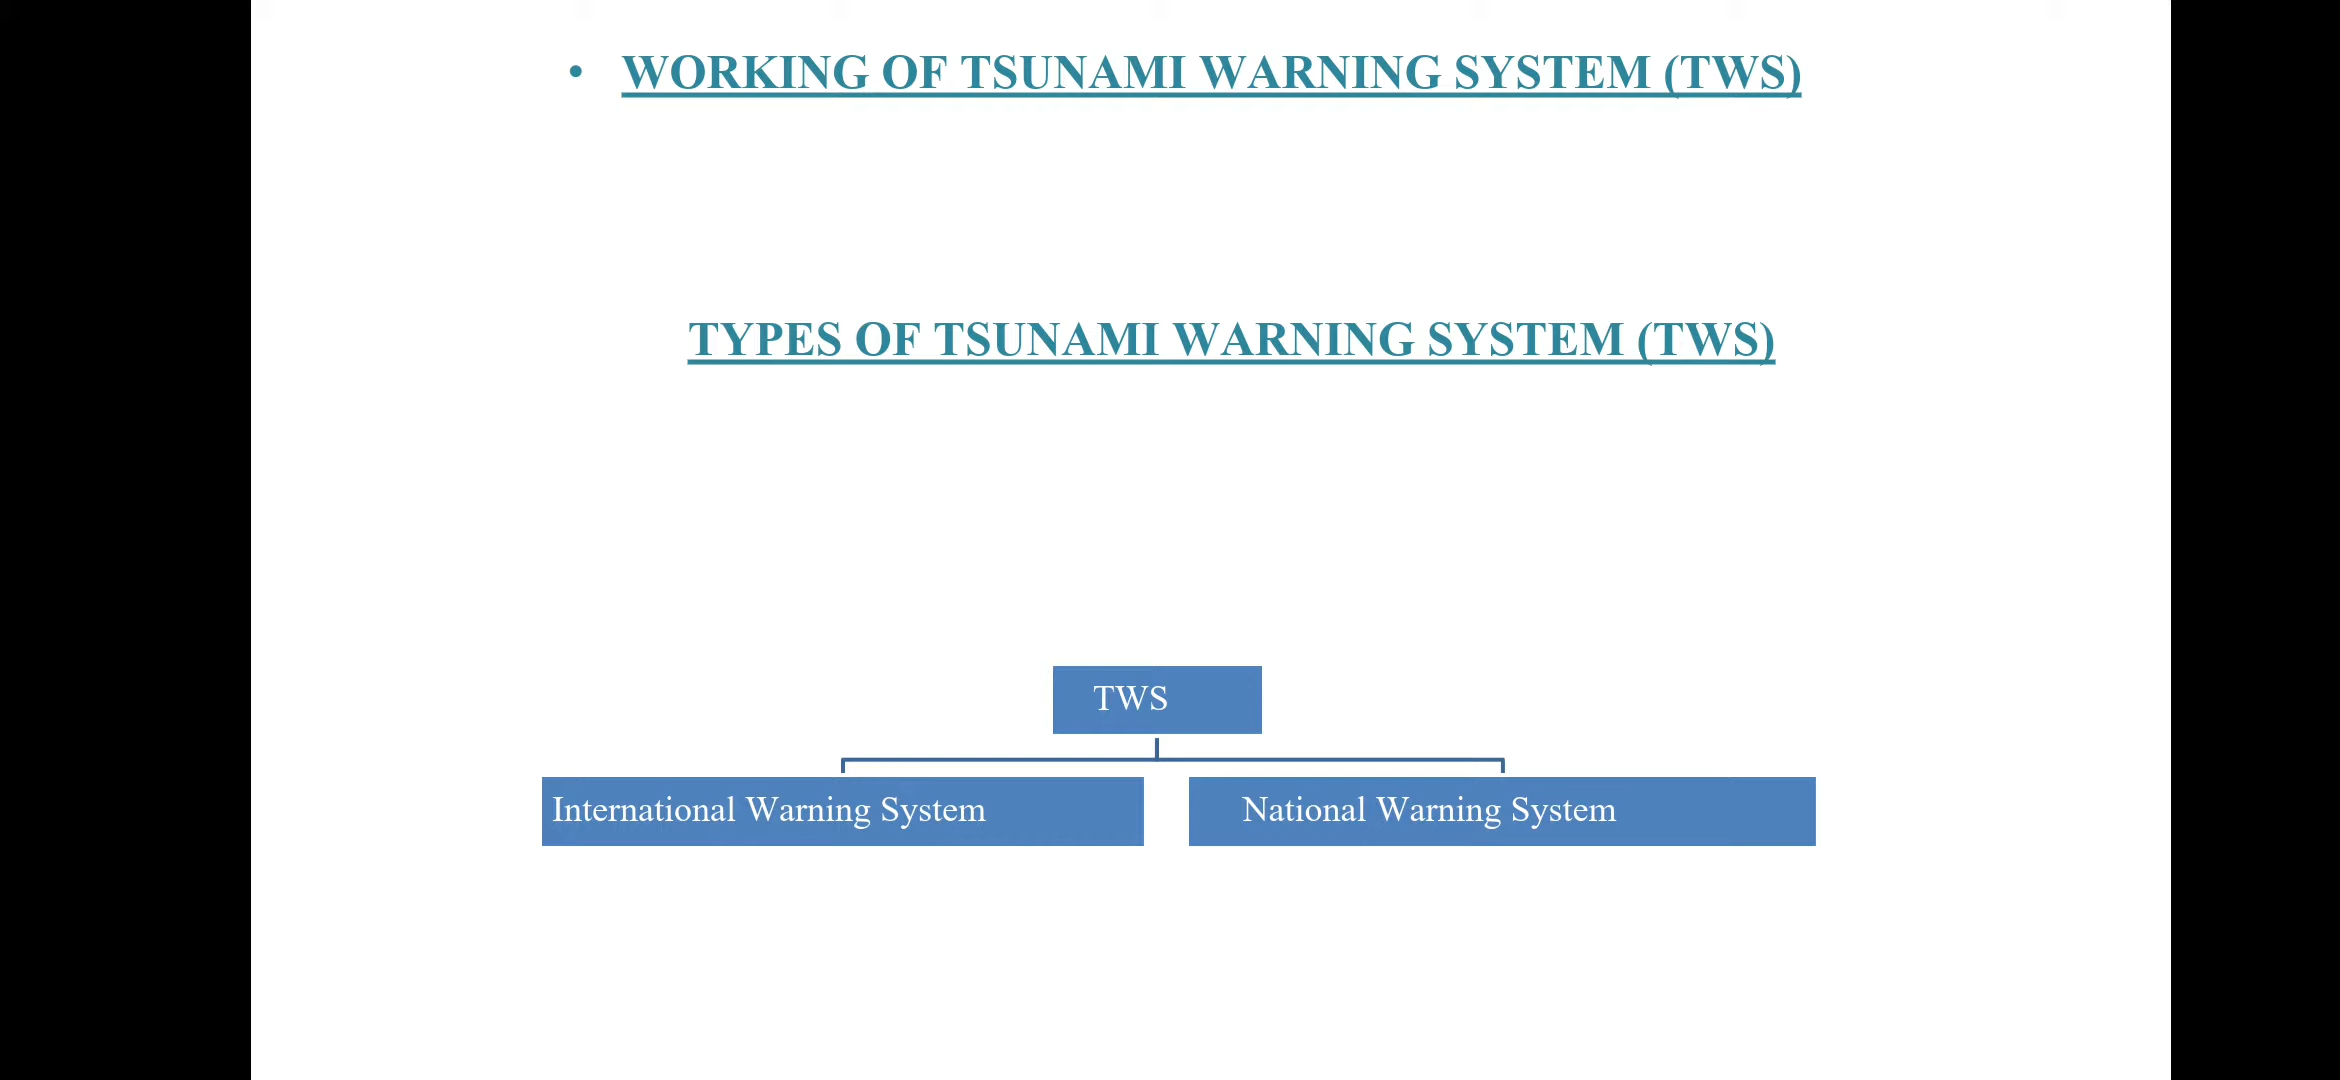 • WORKING OF TSUNAMI WARNING SYSTEM (TWS)
TYPES OF TSUNAMI WARNING SYSTEM (TWS)
TWS
International Warning System
National Warning System